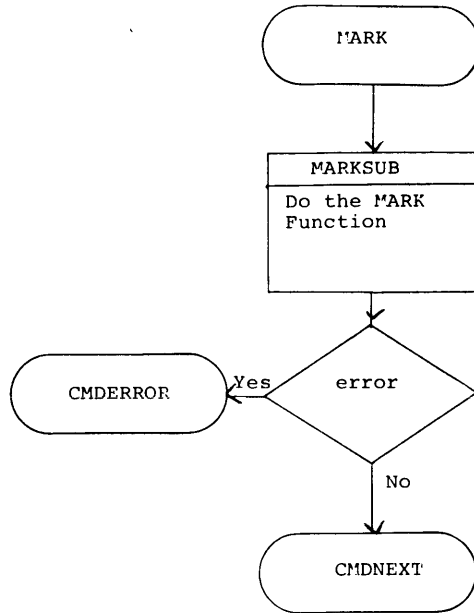 MARK
MARKSUB
Do the MARK
Function
error
Yes
CMDERROR
No
CMDNEXT